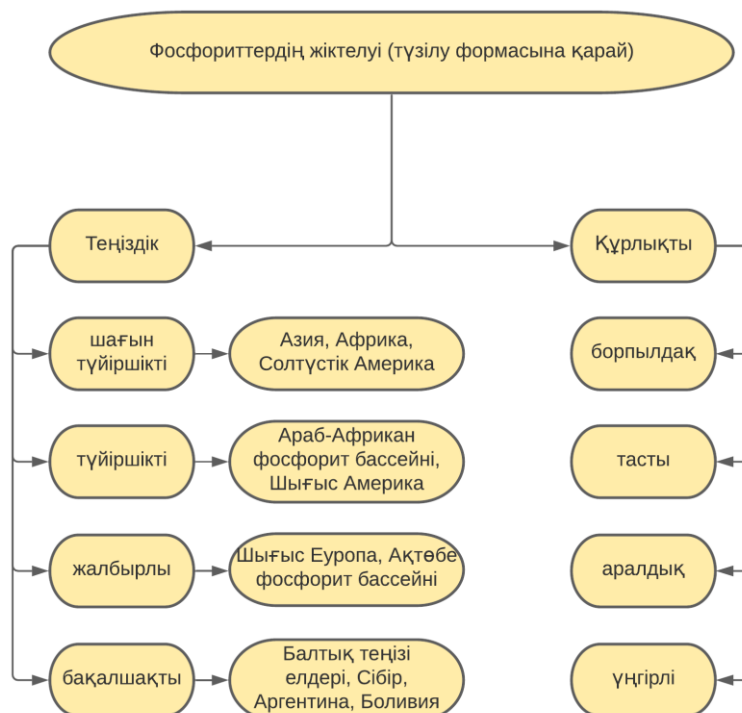 Фосфориттердің жіктелуі (түзілу формасына қарай)
Теңіздік
Құрлықты
шағын
түйіршікті
Азия, Африка,
Солтүстік Америка
борпылдақ
түйіршікті
Араб-Африкан
фосфорит бассейні,
Шығыс Америка
тасты
жалбырлы
Шығыс Еуропа, Ақтөбе
фосфорит бассейні
аралдық
бақалшақты
Балтық теңізі
елдері, Сібір,
Аргентина, Боливия
үңгірлі